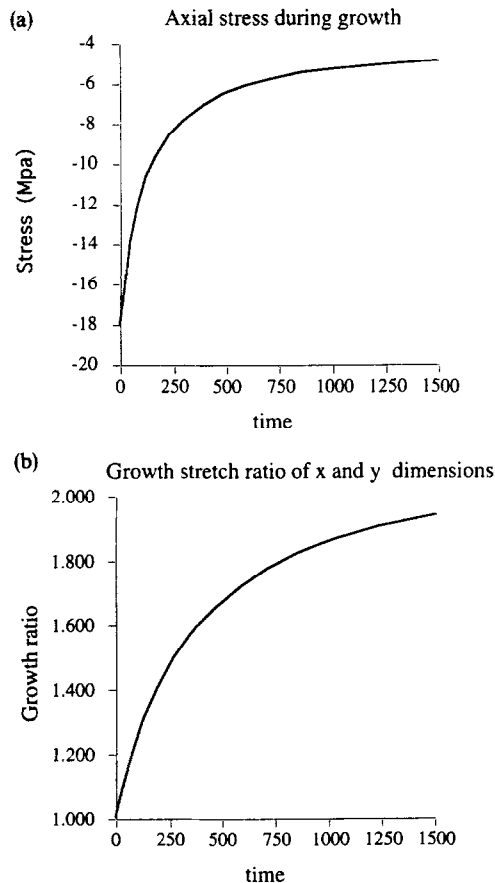 (a) Axial stress during growth
-4
-6
-8
-10
-12
-14
-16
-18
-20
Stress (Mpa)
0 250 500 750 1000 1250 1500
time
(b) Growth stretch ratio of x and y dimensions
2.000
1.800
1.600
1.400
1.200
1.000
Growth ratio
0 250 500 750 1000 1250 1500
time